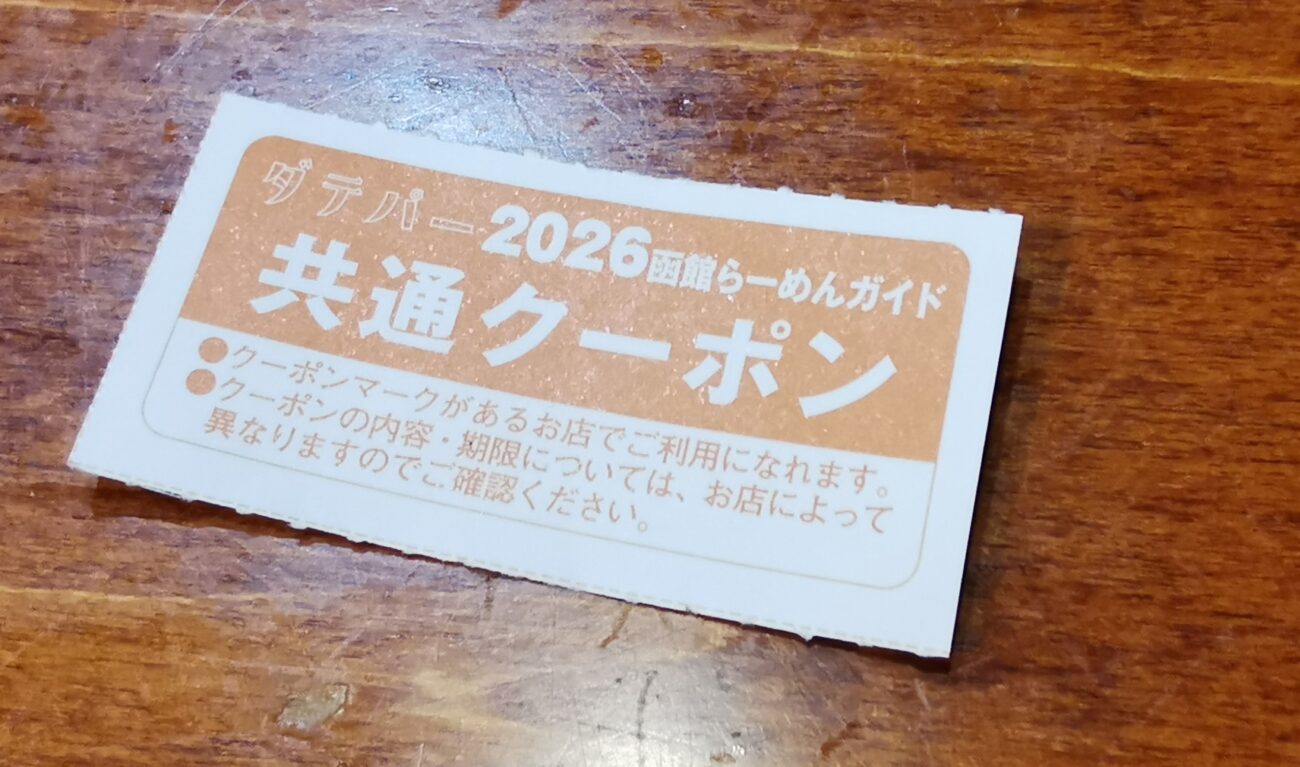 ダテパー2026函館らーめんガイド
共通クーポン
●クーポンマークがあるお店でご利用になれます。
●クーポンの内容・期限については、お店によって
異なりますのでご確認ください。